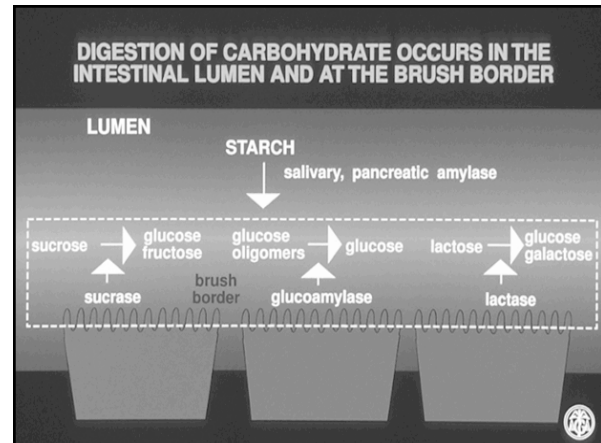 DIGESTION OF CARBOHYDRATE OCCURS IN THE
INTESTINAL LUMEN AND AT THE BRUSH BORDER
LUMEN
STARCH
salivary, pancreatic amylase
sucrose
glucose
fructose
sucrase
brush
border
glucose
oligomers
glucose
glucoamylase
lactose
glucose
galactose
lactase